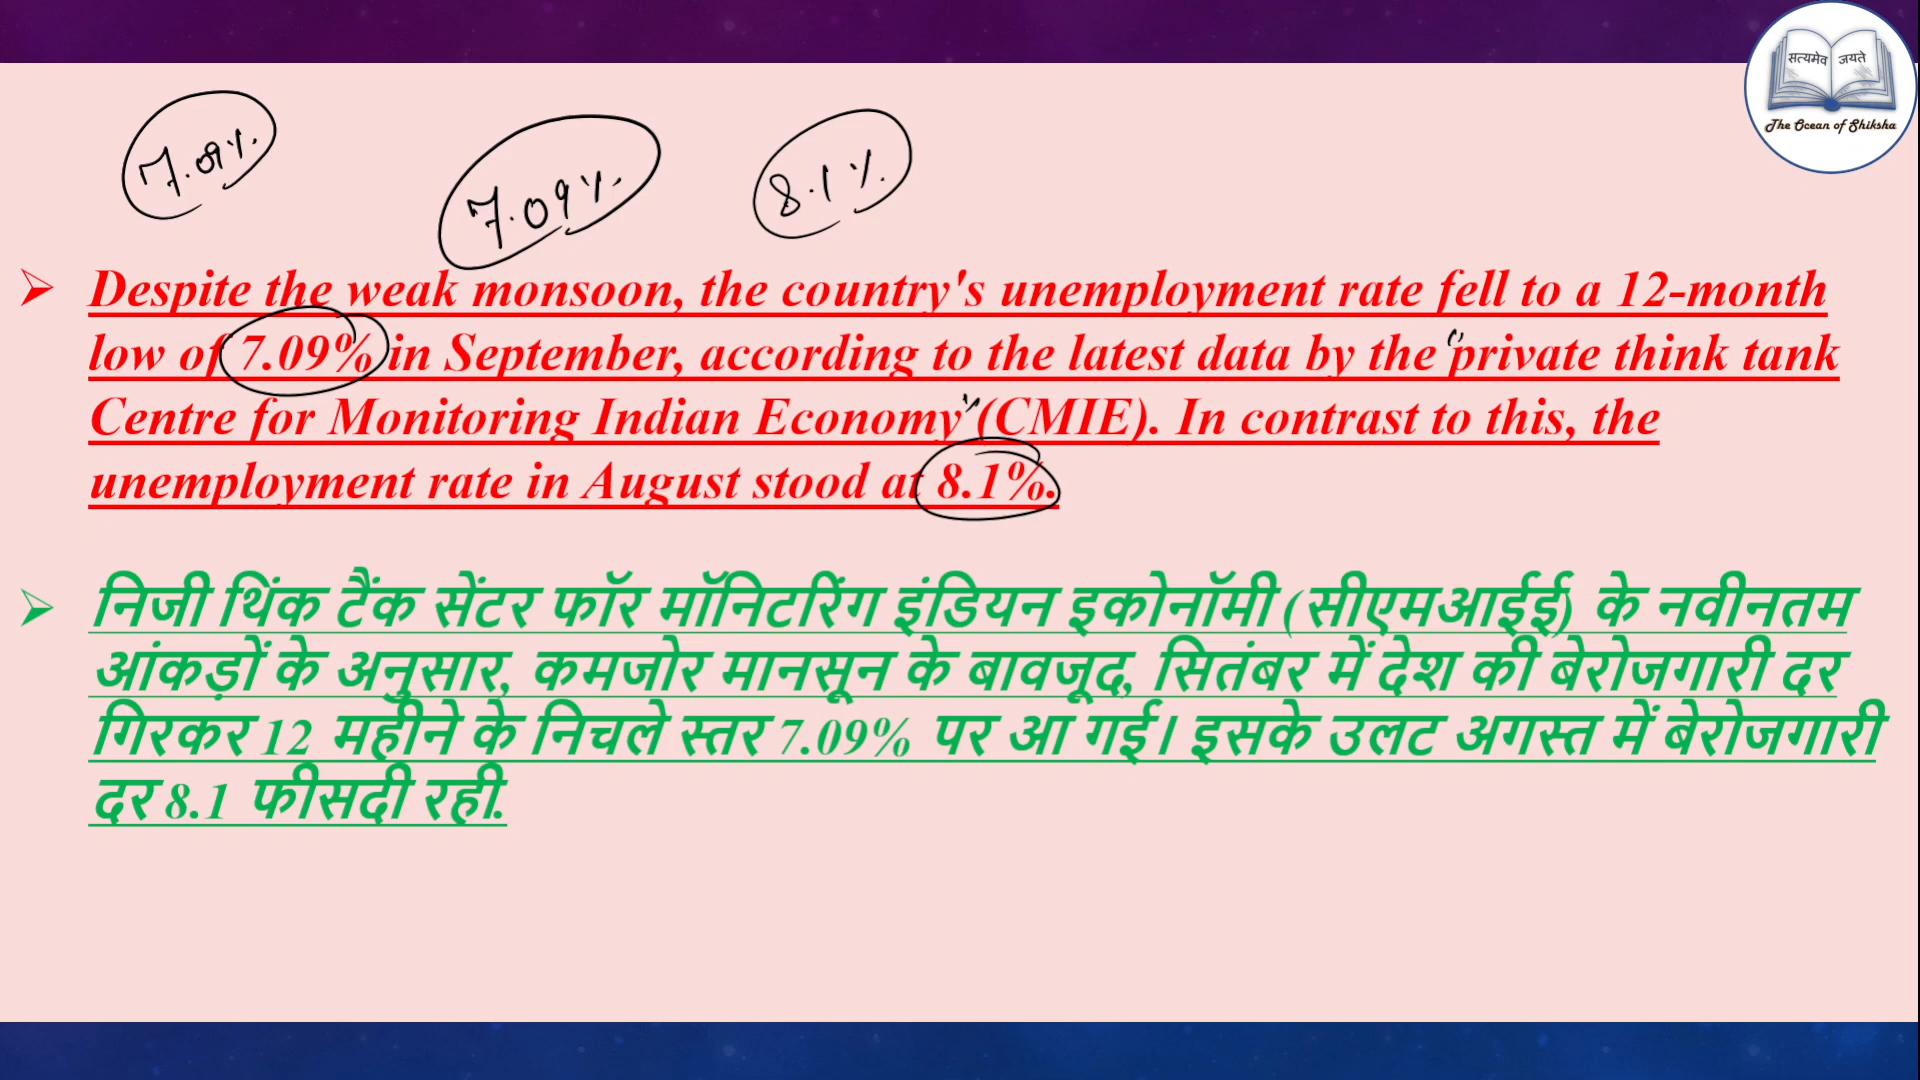 सत्यमेव जयते
The Ocean of Shiksha
7.09% 7.09% 8.1%
Despite the weak monsoon, the country's unemployment rate fell to a 12-month
low of 7.09% in September, according to the latest data by the "private think tank
Centre for Monitoring Indian Economy" (CMIE). In contrast to this, the
unemployment rate in August stood at 8.1%.
निजी थिंक टैंक सेंटर फॉर मॉनिटरिंग इंडियन इकोनॉमी (सीएमआईई) के नवीनतम
आंकड़ों के अनुसार, कमजोर मानसून के बावजूद, सितंबर में देश की बेरोजगारी दर
गिरकर 12 महीने के निचले स्तर 7.09% पर आ गई। इसके उलट अगस्त में बेरोजगारी
दर 8.1 फीसदी रही.